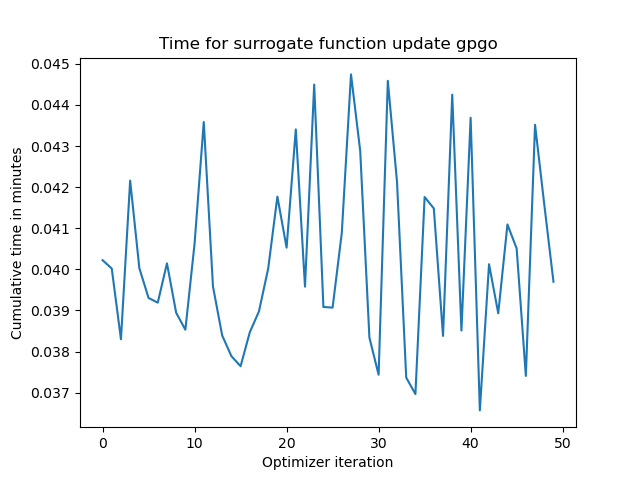 Time for surrogate function update gpgo
Cumulative time in minutes
0.045
0.044
0.043
0.042
0.041
0.040
0.039
0.038
0.037
0 10 20 30 40 50
Optimizer iteration